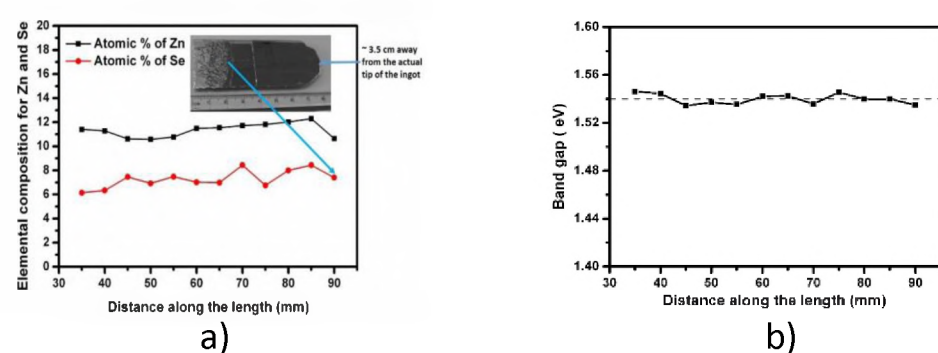 Elemental composition for Zn and Se
20
18
16
14
12
10
8
6
4
2
0
Atomic % of Zn
Atomic % of Se
~ 3.5 cm away
from the actual
tip of the ingot
30 40 50 60 70 80 90
Distance along the length (mm)
a)
Band gap ( eV)
1.60
1.56
1.52
1.48
1.44
1.40
30 40 50 60 70 80 90
Distance along the length (mm)
b)